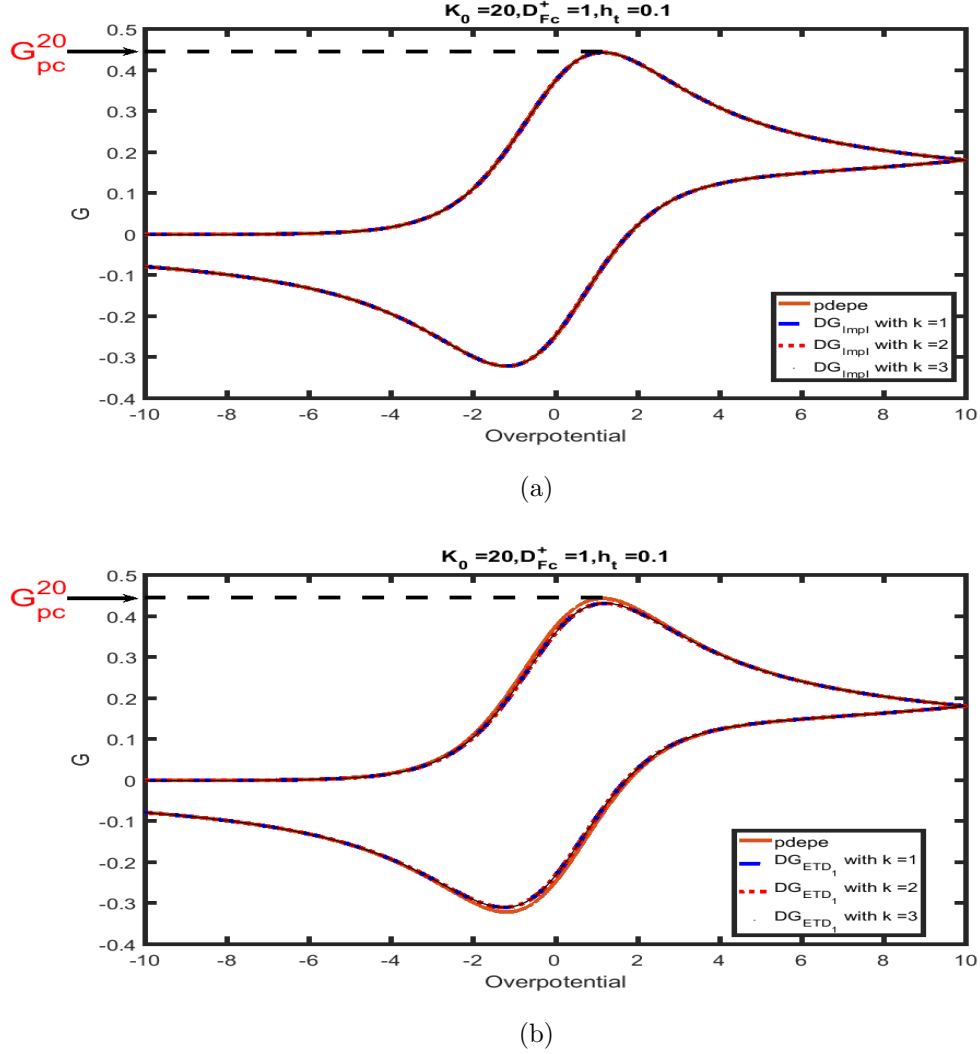 K0 =20,D+Fc =1,ht =0.1
G20pc
0.5
0.4
0.3
0.2
0.1
0
-0.1
-0.2
-0.3
-0.4
G
pdepe
DGImpl with k =1
DGImpl with k =2
DGImpl with k =3
-10 -8 -6 -4 -2 0 2 4 6 8 10
Overpotential
(a)
K0 =20,D+Fc =1,ht =0.1
G20pc
0.5
0.4
0.3
0.2
0.1
0
-0.1
-0.2
-0.3
-0.4
G
pdepe
DGETD1 with k =1
DGETD1 with k =2
DGETD1 with k =3
-10 -8 -6 -4 -2 0 2 4 6 8 10
Overpotential
(b)